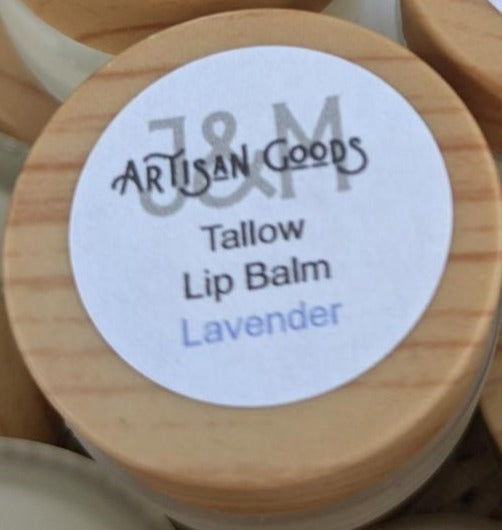 J&M
Artisan Goods
Tallow
Lip Balm
Lavender